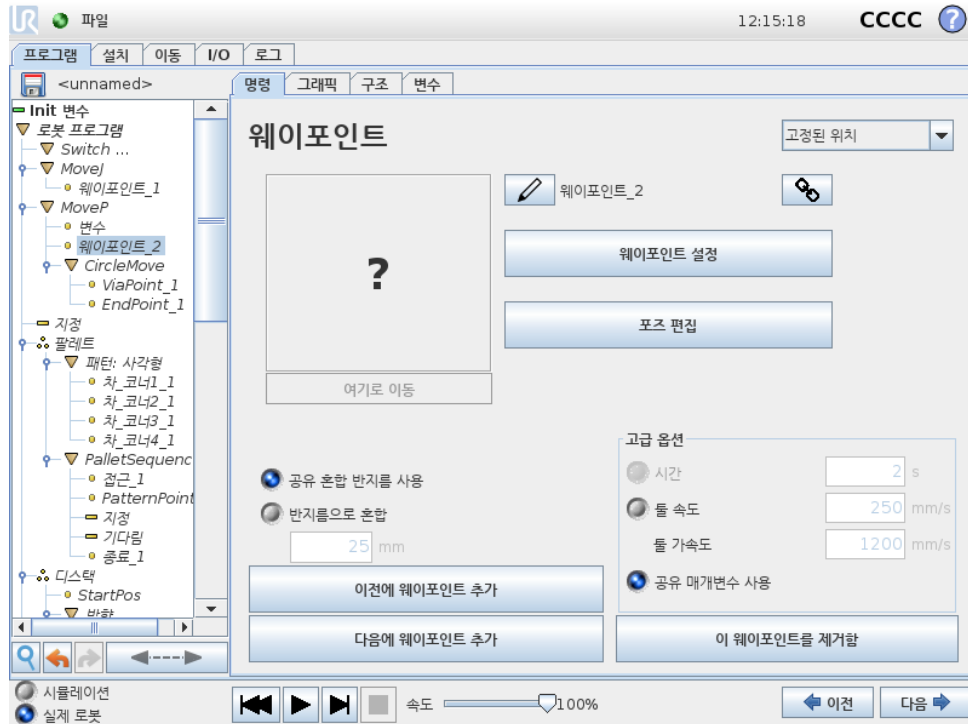 UR 파일 12:15:18 CCCC ?
프로그램 설치 이동 I/O 로그
<unnamed>
명령 그래픽 구조 변수
Init 변수
로봇 프로그램
Switch ...
MoveJ
웨이포인트_1
MoveP
변수
웨이포인트_2
CircleMove
ViaPoint_1
EndPoint_1
지정
팔레트
패턴: 사각형
차_코너1_1
차_코너2_1
차_코너3_1
차_코너4_1
PalletSequenc
접근_1
PatternPoint
지정
기다림
종료_1
디스택
StartPos
방향
웨이포인트
고정된 위치
?
웨이포인트_2
웨이포인트 설정
포즈 편집
여기로 이동
공유 혼합 반지름 사용
반지름으로 혼합
25 mm
고급 옵션
시간 2 s
툴 속도 250 mm/s
툴 가속도 1200 mm/s
공유 매개변수 사용
이전에 웨이포인트 추가
다음에 웨이포인트 추가
이 웨이포인트를 제거함
시뮬레이션
실제 로봇
속도 100%
이전 다음